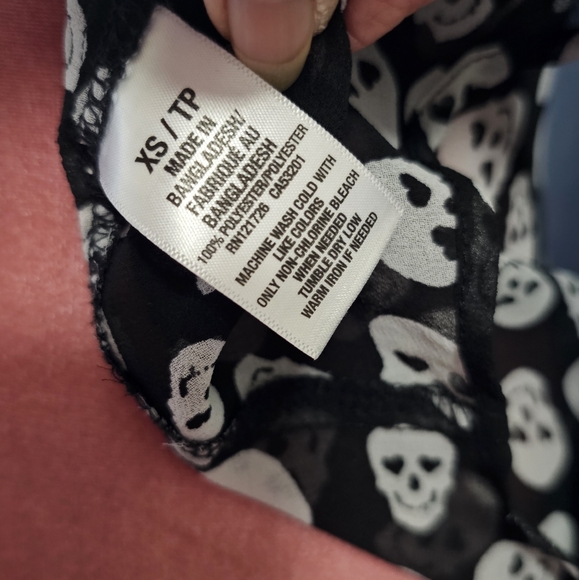 XS / TP
MADE IN
BANGLADESH/
FABRIQUE AU
BANGLADESH
100% POLYESTER/POLYESTER
RN121726 CA53201
MACHINE WASH COLD WITH
LIKE COLORS
ONLY NON-CHLORINE BLEACH
WHEN NEEDED
TUMBLE DRY LOW
WARM IRON IF NEEDED